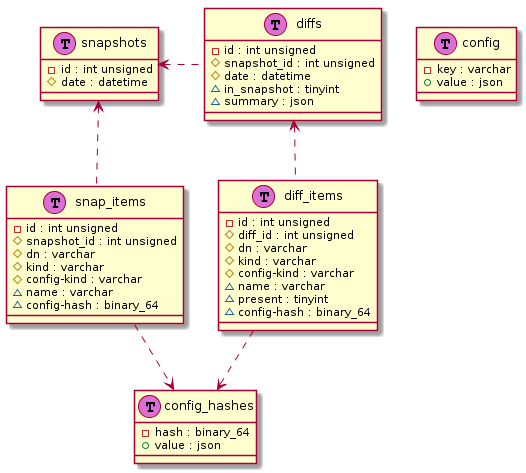 T snapshots
id : int unsigned
date : datetime
T diffs
id : int unsigned
snapshot_id : int unsigned
date : datetime
in_snapshot : tinyint
summary : json
T config
key : varchar
value : json
T snap_items
id : int unsigned
snapshot_id : int unsigned
dn : varchar
kind : varchar
config-kind : varchar
name : varchar
config-hash : binary_64
T diff_items
id : int unsigned
diff_id : int unsigned
dn : varchar
kind : varchar
config-kind : varchar
name : varchar
present : tinyint
config-hash : binary_64
T config_hashes
hash : binary_64
value : json